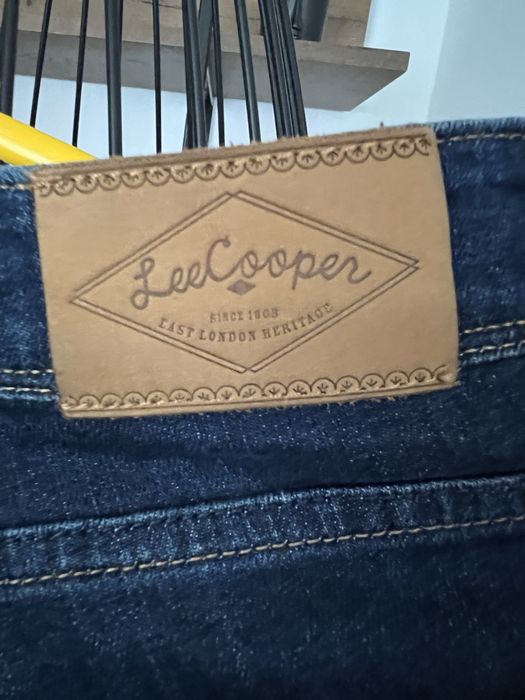 LeeCooper
SINCE 1908
EAST LONDON HERITAGE